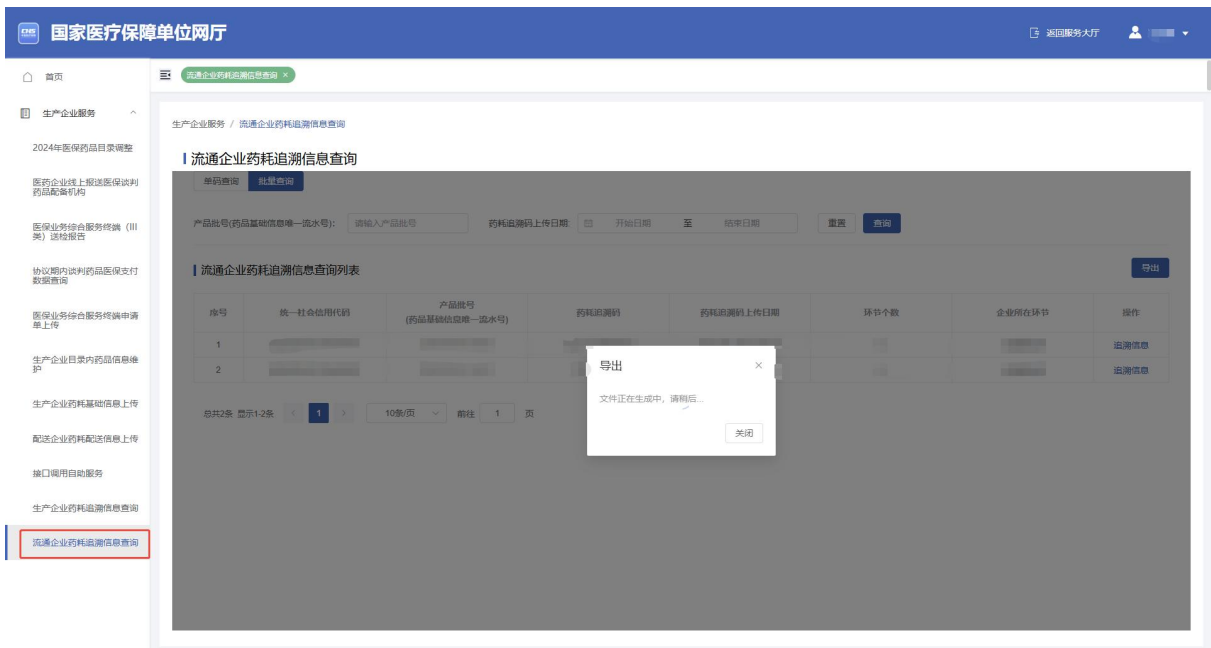 CHS
国家医疗保障单位网厅
返回服务大厅
首页
流通企业药耗追溯信息查询 ×
生产企业服务
2024年医保药品目录调整
医药企业线上报送医保谈判
药品配备机构
医保业务综合服务终端（III
类）送检报告
协议期内谈判药品医保支付
数据查询
医保业务综合服务终端申请
单上传
生产企业目录内药品信息维
护
生产企业药耗基础信息上传
配送企业药耗配送信息上传
接口调用自助服务
生产企业药耗追溯信息查询
流通企业药耗追溯信息查询
生产企业服务 / 流通企业药耗追溯信息查询
流通企业药耗追溯信息查询
单码查询 批量查询
产品批号(药品基础信息唯一流水号): 请输入产品批号 药耗追溯码上传日期: 开始日期 至 结束日期 重置 查询
流通企业药耗追溯信息查询列表 导出
序号 统一社会信用代码 产品批号 药耗追溯码 药耗追溯码上传日期 环节个数 企业所在环节 操作
(药品基础信息唯一流水号)
1 追溯信息
2 追溯信息
导出 ×
文件正在生成中，请稍后...
关闭
总共2条 显示1-2条 < 1 > 10条/页 前往 1 页